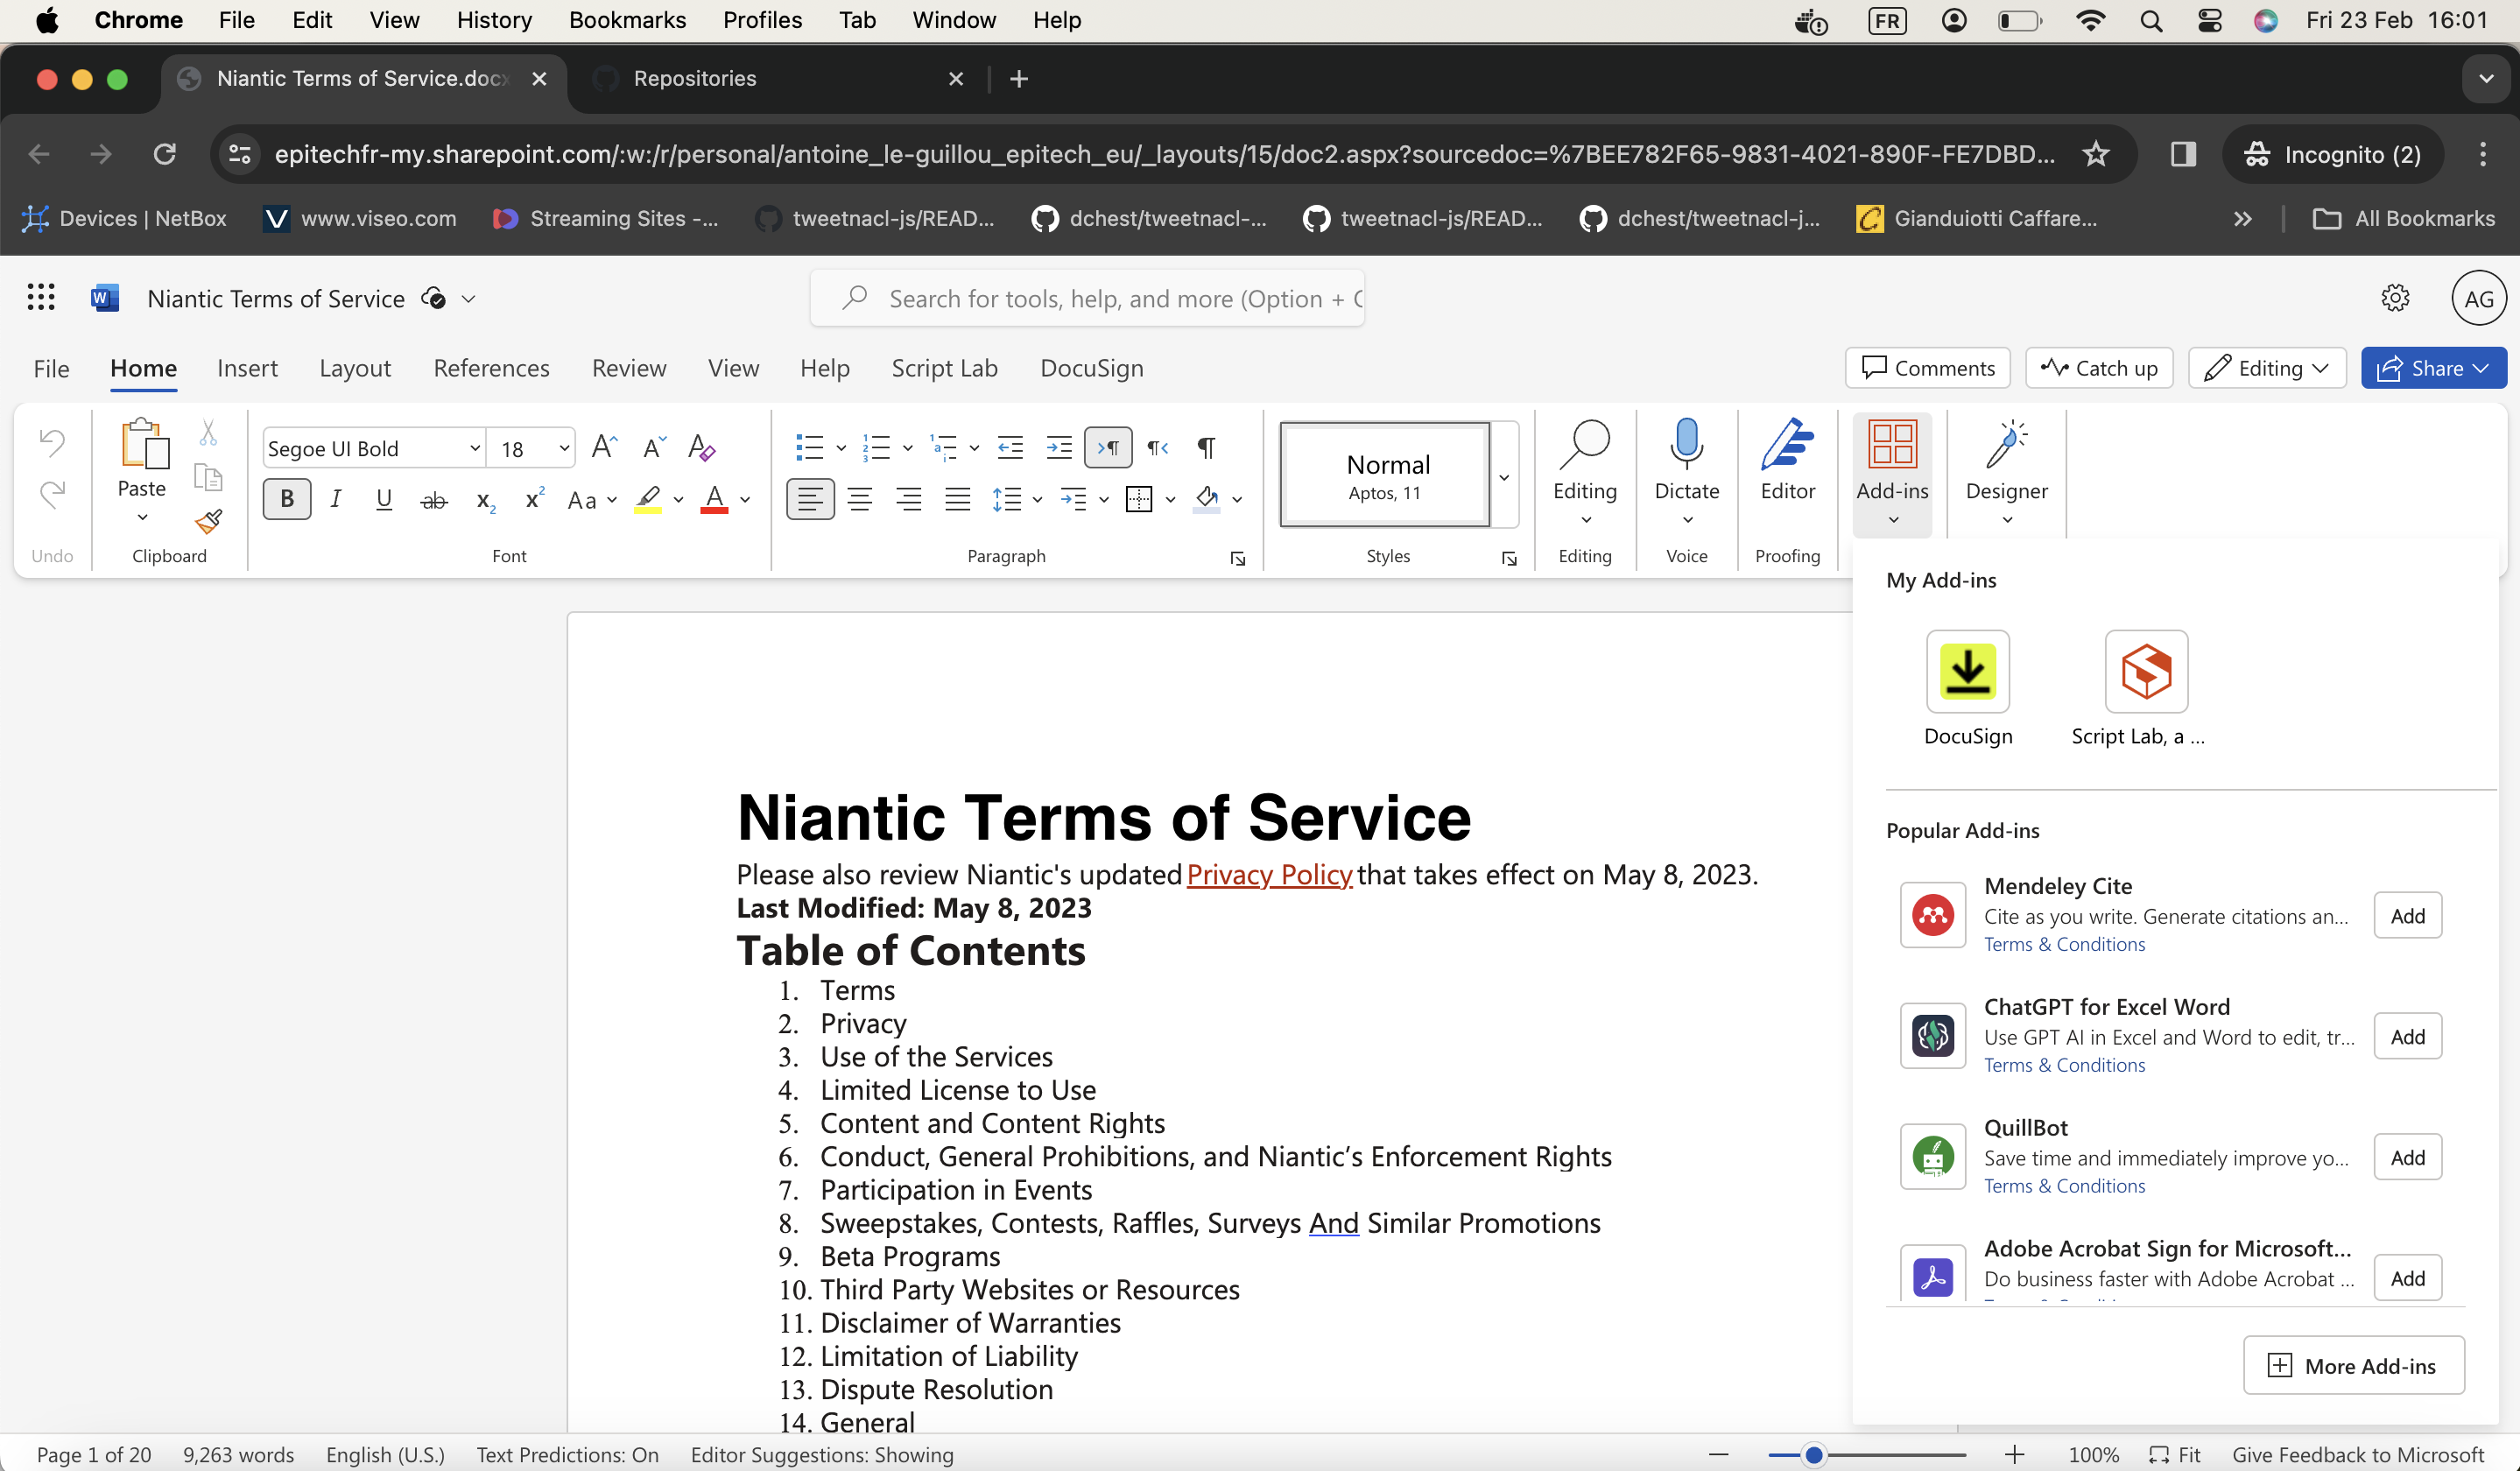 Chrome File Edit View History Bookmarks Profiles Tab Window Help FR Fri 23 Feb 16:01
Niantic Terms of Service.docx Repositories
epitechfr-my.sharepoint.com/:w:/r/personal/antoine_le-guillou_epitech_eu/_layouts/15/doc2.aspx?sourcedoc=%7BEE782F65-9831-4021-890F-FE7DBD... Incognito (2)
Devices | NetBox www.viseo.com Streaming Sites -... tweetnacl-js/READ... dchest/tweetnacl-... tweetnacl-js/READ... dchest/tweetnacl-j... Gianduiotti Caffare... All Bookmarks
Niantic Terms of Service Search for tools, help, and more (Option + AG
File Home Insert Layout References Review View Help Script Lab DocuSign Comments Catch up Editing Share
Segoe UI Bold 18
Normal
Aptos, 11
Paste Editing Dictate Editor Add-ins Designer
Undo Clipboard Font Paragraph Styles Editing Voice Proofing
My Add-ins
DocuSign Script Lab, a ...
Popular Add-ins
Mendeley Cite
Cite as you write. Generate citations an...
Terms & Conditions
Add
ChatGPT for Excel Word
Use GPT AI in Excel and Word to edit, tr...
Terms & Conditions
Add
QuillBot
Save time and immediately improve yo...
Terms & Conditions
Add
Adobe Acrobat Sign for Microsoft...
Do business faster with Adobe Acrobat ...
Add
More Add-ins
Niantic Terms of Service
Please also review Niantic's updated Privacy Policy that takes effect on May 8, 2023.
Last Modified: May 8, 2023
Table of Contents
1. Terms
2. Privacy
3. Use of the Services
4. Limited License to Use
5. Content and Content Rights
6. Conduct, General Prohibitions, and Niantic’s Enforcement Rights
7. Participation in Events
8. Sweepstakes, Contests, Raffles, Surveys And Similar Promotions
9. Beta Programs
10. Third Party Websites or Resources
11. Disclaimer of Warranties
12. Limitation of Liability
13. Dispute Resolution
14. General
Page 1 of 20 9,263 words English (U.S.) Text Predictions: On Editor Suggestions: Showing 100% Fit Give Feedback to Microsoft